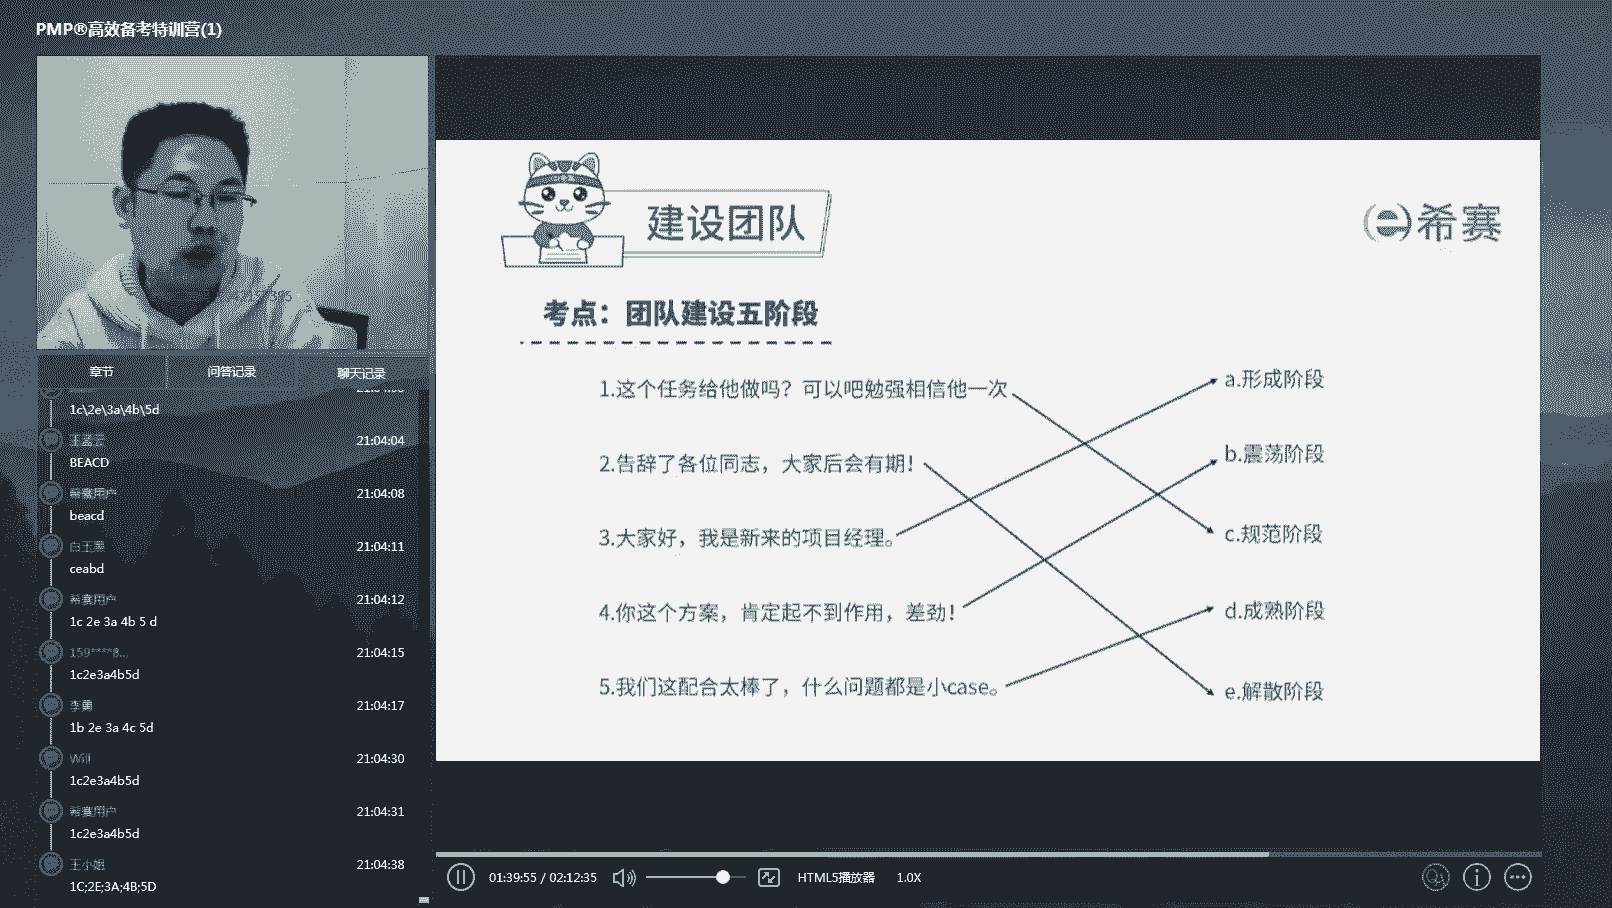 PMP®高效备考特训营(1)
章节
问答记录
聊天记录
1c\2e\3a\4b\5d
21:04:04
BEACD
希赛用户
21:04:08
beacd
21:04:11
ceabd
希赛用户
21:04:12
1c 2e 3a 4b 5 d
159****8...
21:04:15
1c2e3a4b5d
李勇
21:04:17
1b 2e 3a 4c 5d
Will
21:04:30
1c2e3a4b5d
希赛用户
21:04:31
1c2e3a4b5d
王小姐
21:04:38
1C;2E;3A;4B;5D
建设团队
希赛
考点：团队建设五阶段
1.这个任务给他做吗？可以吧勉强相信他一次
2.告辞了各位同志，大家后会有期！
3.大家好，我是新来的项目经理。
4.你这个方案，肯定起不到作用，差劲！
5.我们这配合太棒了，什么问题都是小case。
a.形成阶段
b.震荡阶段
c.规范阶段
d.成熟阶段
e.解散阶段
01:39:55 / 02:12:35
HTML5播放器
1.0X